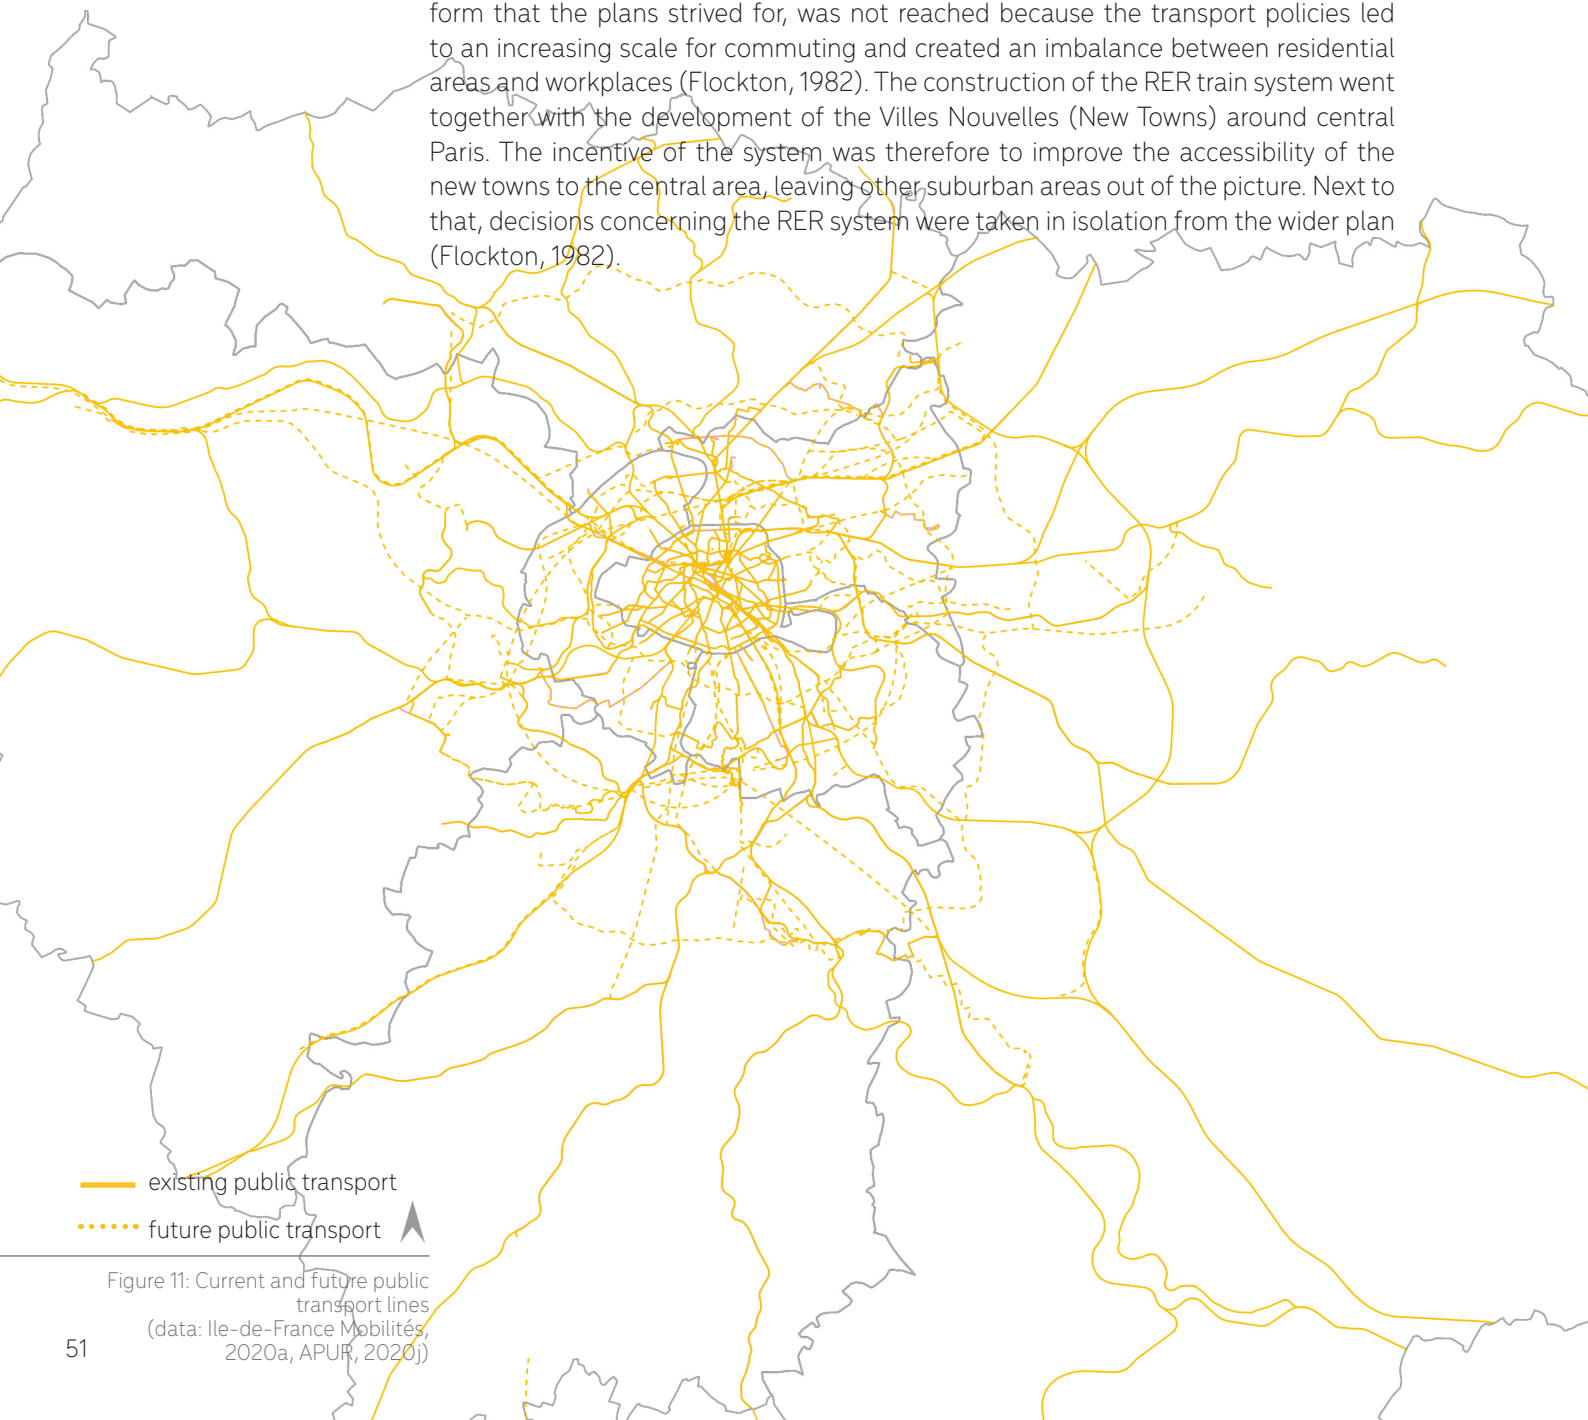 form that the plans strived for, was not reached because the transport policies led
to an increasing scale for commuting and created an imbalance between residential
areas and workplaces (Flockton, 1982). The construction of the RER train system went
together with the development of the Villes Nouvelles (New Towns) around central
Paris. The incentive of the system was therefore to improve the accessibility of the
new towns to the central area, leaving other suburban areas out of the picture. Next to
that, decisions concerning the RER system were taken in isolation from the wider plan
(Flockton, 1982).
existing public transport
future public transport
Figure 11: Current and future public
transport lines
(data: Ile-de-France Mobilités,
2020a, APUR, 2020j)
51